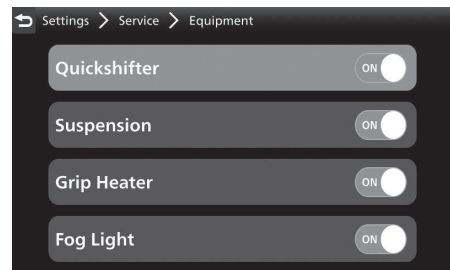 Settings > Service > Equipment
Quickshifter ON
Suspension ON
Grip Heater ON
Fog Light ON